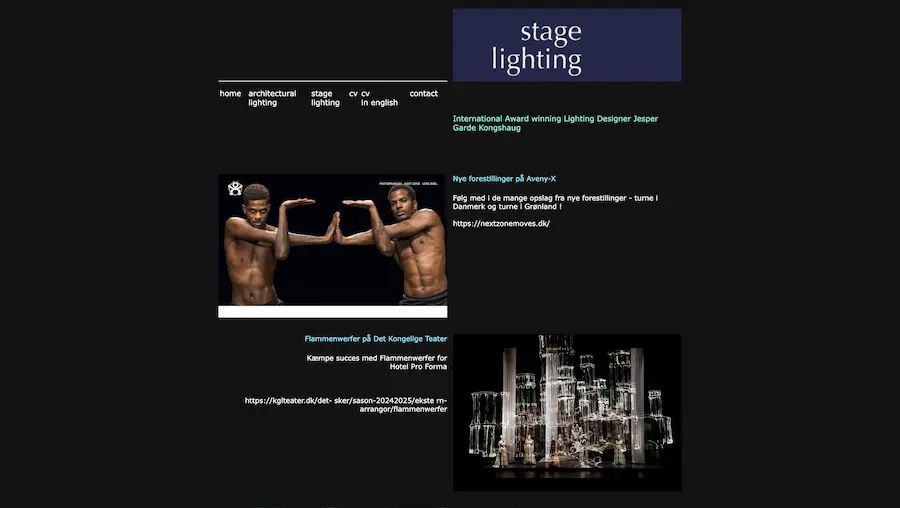 stage
lighting
home architectural stage cv cv contact
lighting lighting in english
International Award winning Lighting Designer Jesper
Garde Kongshaug
Nye forestillinger på Aveny-X
Følg med i de mange opslag fra nye forestillinger - turne i
Danmerk og turne i Grønland !
https://nextzonemoves.dk/
Flammenwerfer på Det Kongelige Teater
Kæmpe succes med Flammenwerfer for
Hotel Pro Forma
https://kglteater.dk/det- sker/sason-20242025/ekste rn-
arrangor/flammenwerfer